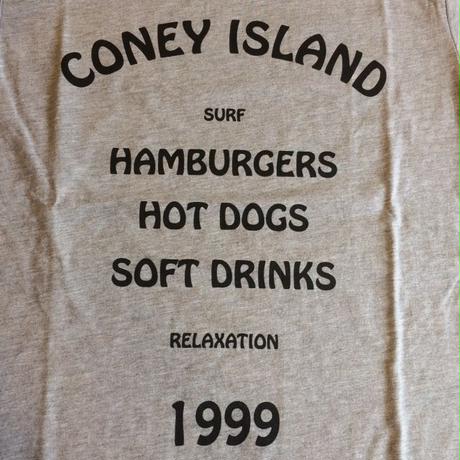 CONEY ISLAND
SURF
HAMBURGERS
HOT DOGS
SOFT DRINKS
RELAXATION
1999